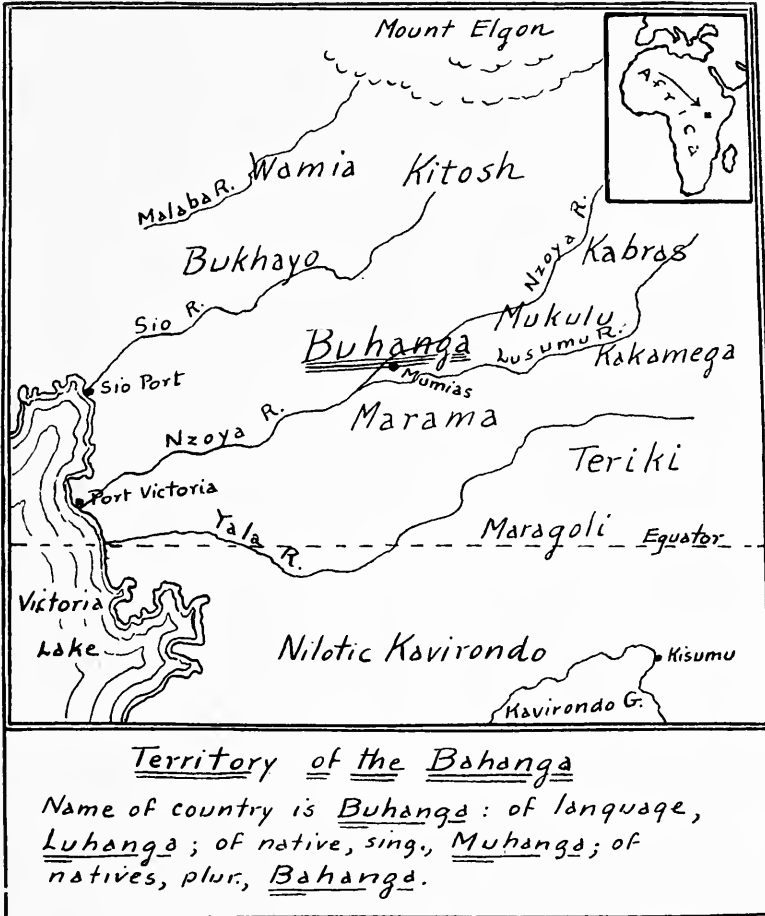 Mount Elgon
Africa
Wamia
Kitosh
Malaba R.
Nzoya R.
Kabras
Bukhayo
Sio R.
Mukulu
Buhanga
Lusumu R.
Kakamega
Mumias
Sio Port
Marama
Nzoya R.
Teriki
Port Victoria
Yala R.
Maragoli
Equator
Victoria
Lake
Nilotic Kavirondo
Kisumu
Kavirondo G.
Territory of the Bahanga
Name of country is Buhanga : of language,
Luhanga ; of native, sing., Muhanga; of
natives, plur., Bahanga.